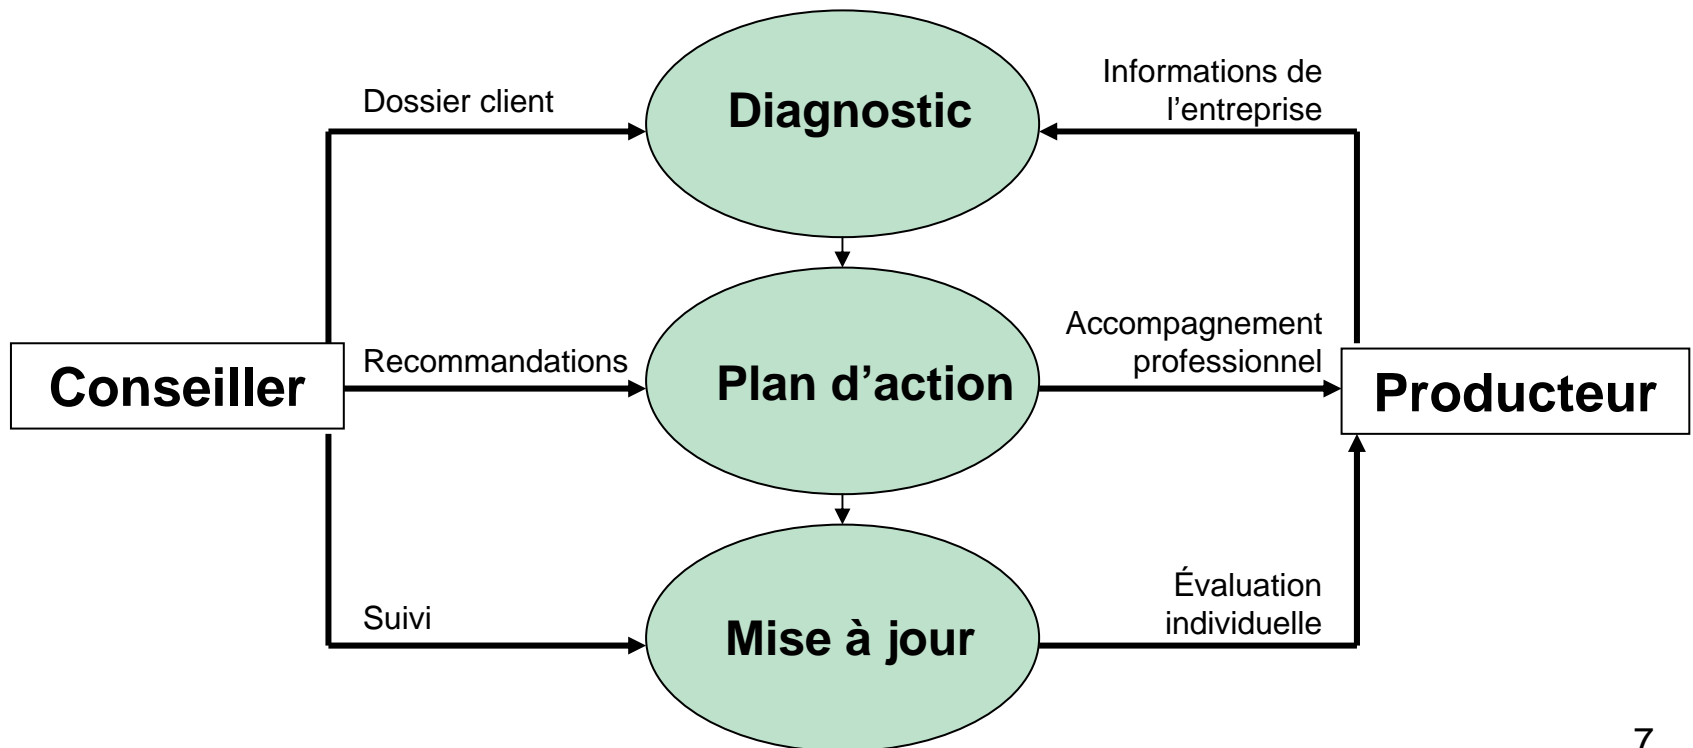 Dossier client
Diagnostic
Informations de
l’entreprise
Conseiller
Recommandations
Plan d’action
Accompagnement
professionnel
Producteur
Suivi
Mise à jour
Évaluation
individuelle
7